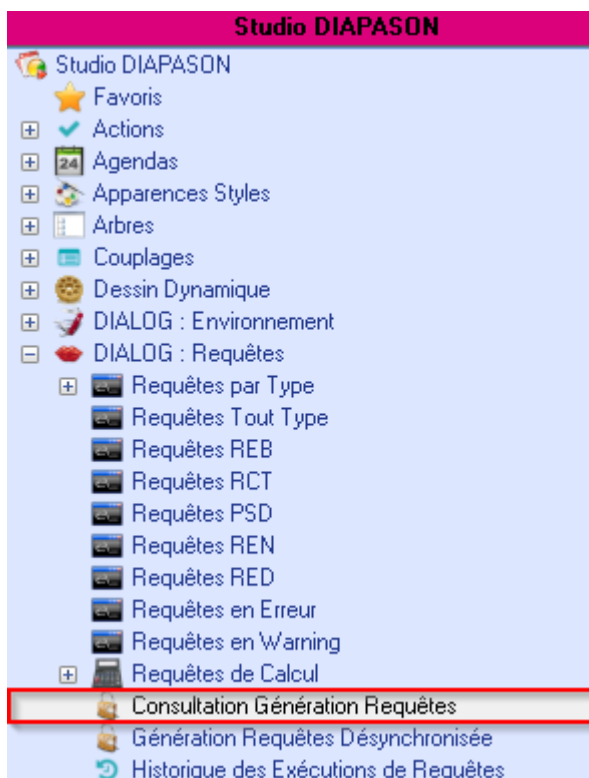 Studio DIAPASON
Studio DIAPASON
Favoris
Actions
24 Agendas
Apparences Styles
Arbres
Couplages
Dessin Dynamique
DIALOG : Environnement
DIALOG : Requêtes
Requêtes par Type
Requêtes Tout Type
Requêtes REB
Requêtes RCT
Requêtes PSD
Requêtes REN
Requêtes RED
Requêtes en Erreur
Requêtes en Warning
Requêtes de Calcul
Consultation Génération Requêtes
Génération Requêtes Désynchronisée
Historique des Exécutions de Requêtes